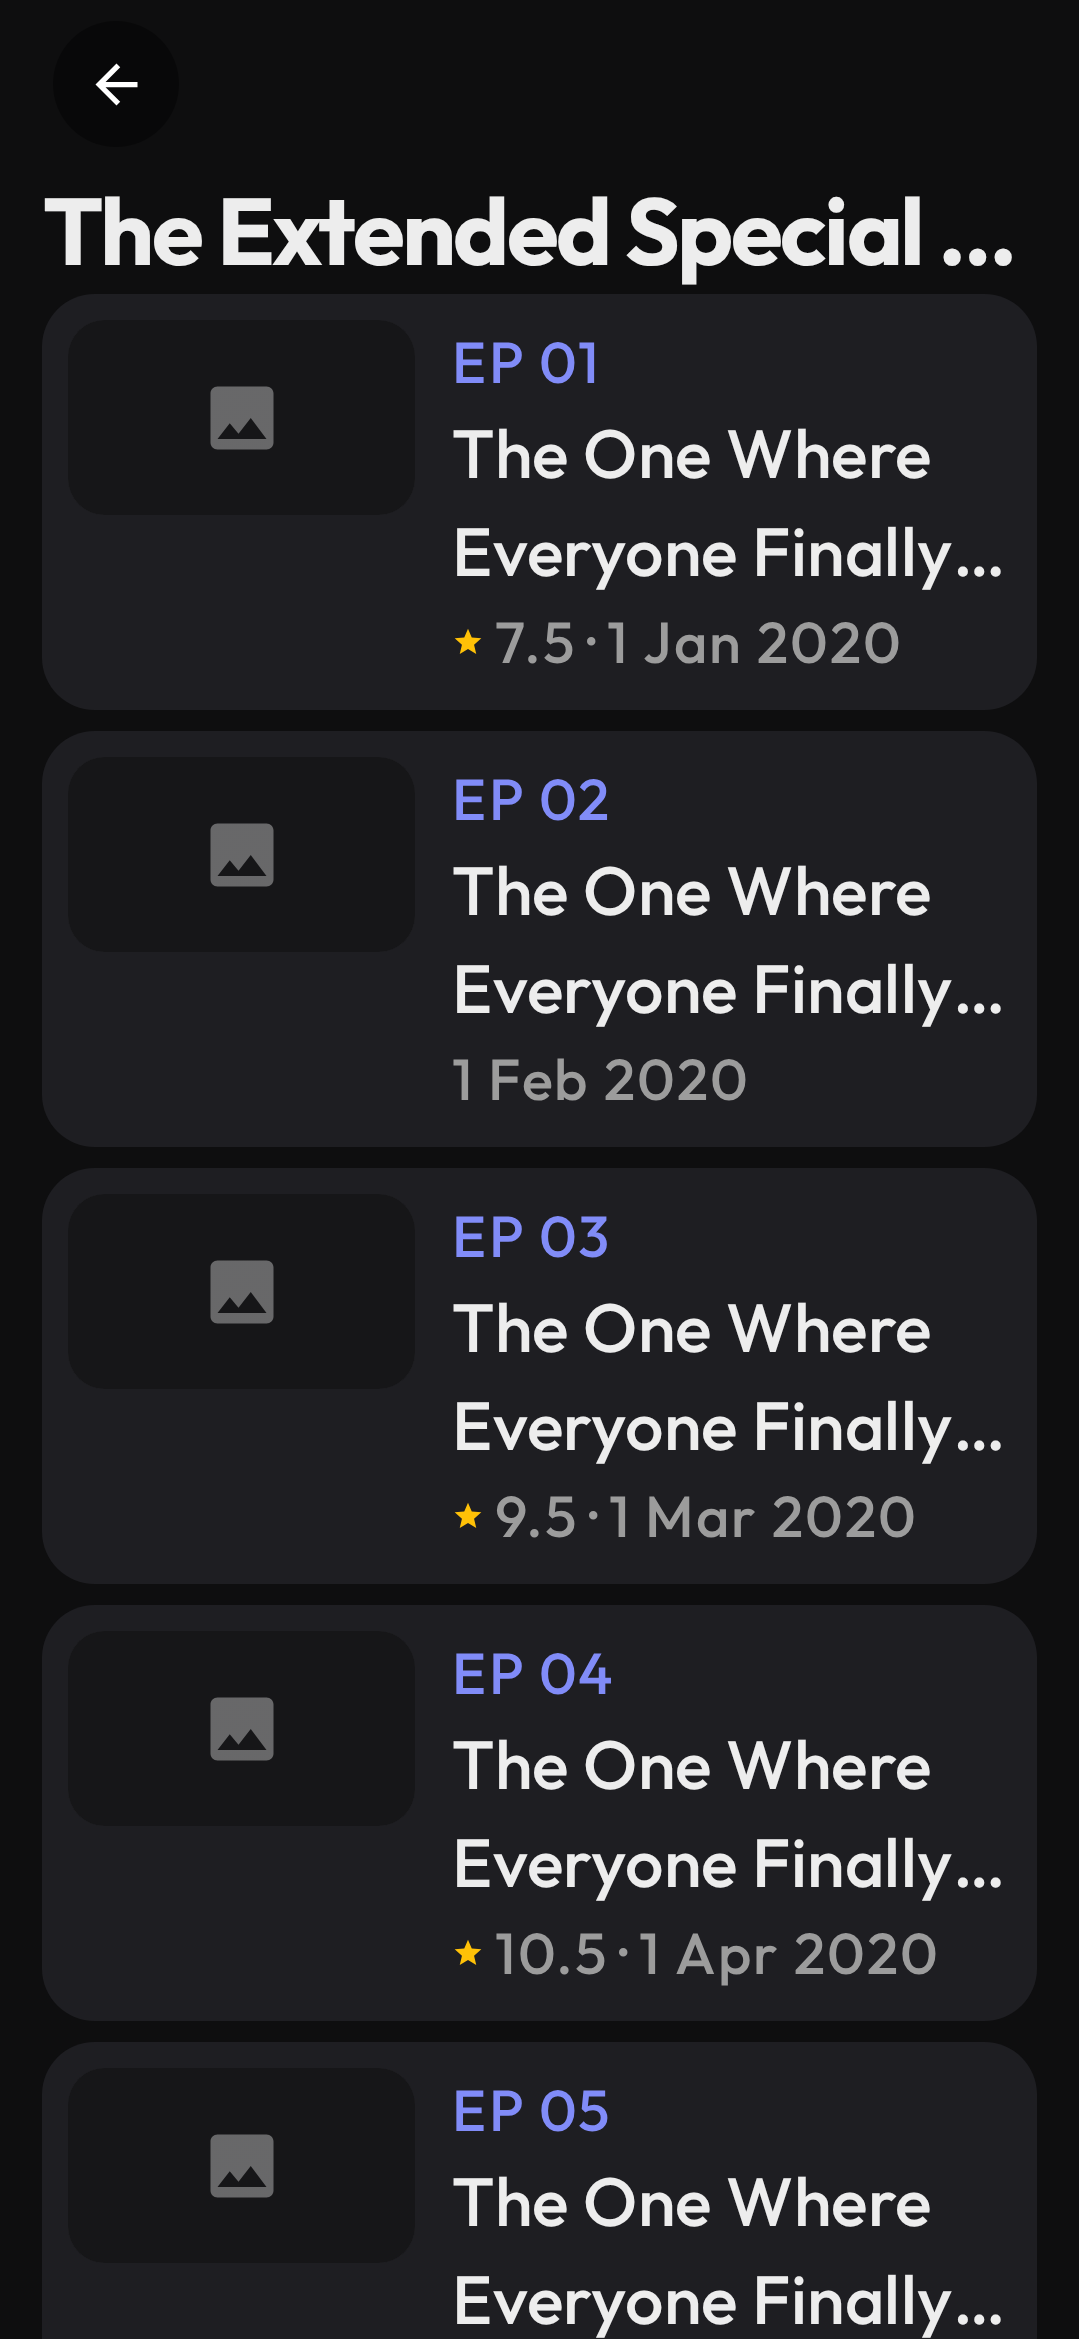 The Extended Special ...
EP 01
The One Where
Everyone Finally...
7.5 · 1 Jan 2020
EP 02
The One Where
Everyone Finally...
1 Feb 2020
EP 03
The One Where
Everyone Finally...
9.5 · 1 Mar 2020
EP 04
The One Where
Everyone Finally...
10.5 · 1 Apr 2020
EP 05
The One Where
Everyone Finally...